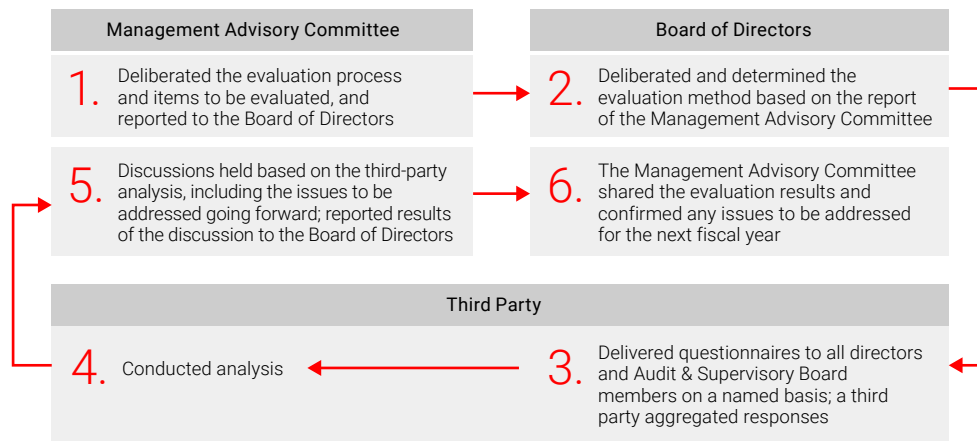 Management Advisory Committee
Board of Directors
1.
Deliberated the evaluation process
and items to be evaluated, and
reported to the Board of Directors
2.
Deliberated and determined the
evaluation method based on the report
of the Management Advisory Committee
5.
Discussions held based on the third-party
analysis, including the issues to be
addressed going forward; reported results
of the discussion to the Board of Directors
6.
The Management Advisory Committee
shared the evaluation results and
confirmed any issues to be addressed
for the next fiscal year
Third Party
4.
Conducted analysis
3.
Delivered questionnaires to all directors
and Audit & Supervisory Board
members on a named basis; a third
party aggregated responses